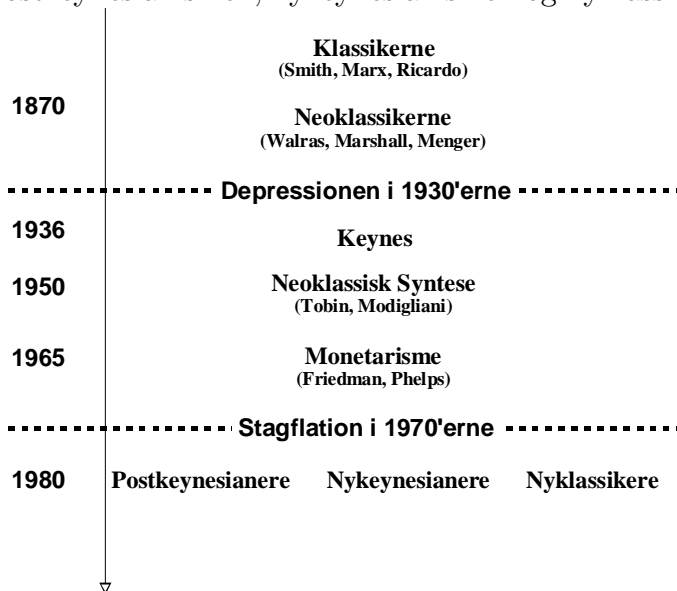 Klassikerne
(Smith, Marx, Ricardo)
1870
Neoklassikerne
(Walras, Marshall, Menger)
Depressionen i 1930'erne
1936
Keynes
1950
Neoklassisk Syntese
(Tobin, Modigliani)
1965
Monetarisme
(Friedman, Phelps)
Stagflation i 1970'erne
1980 Postkeynesianere Nykeynesianere Nyklassikere